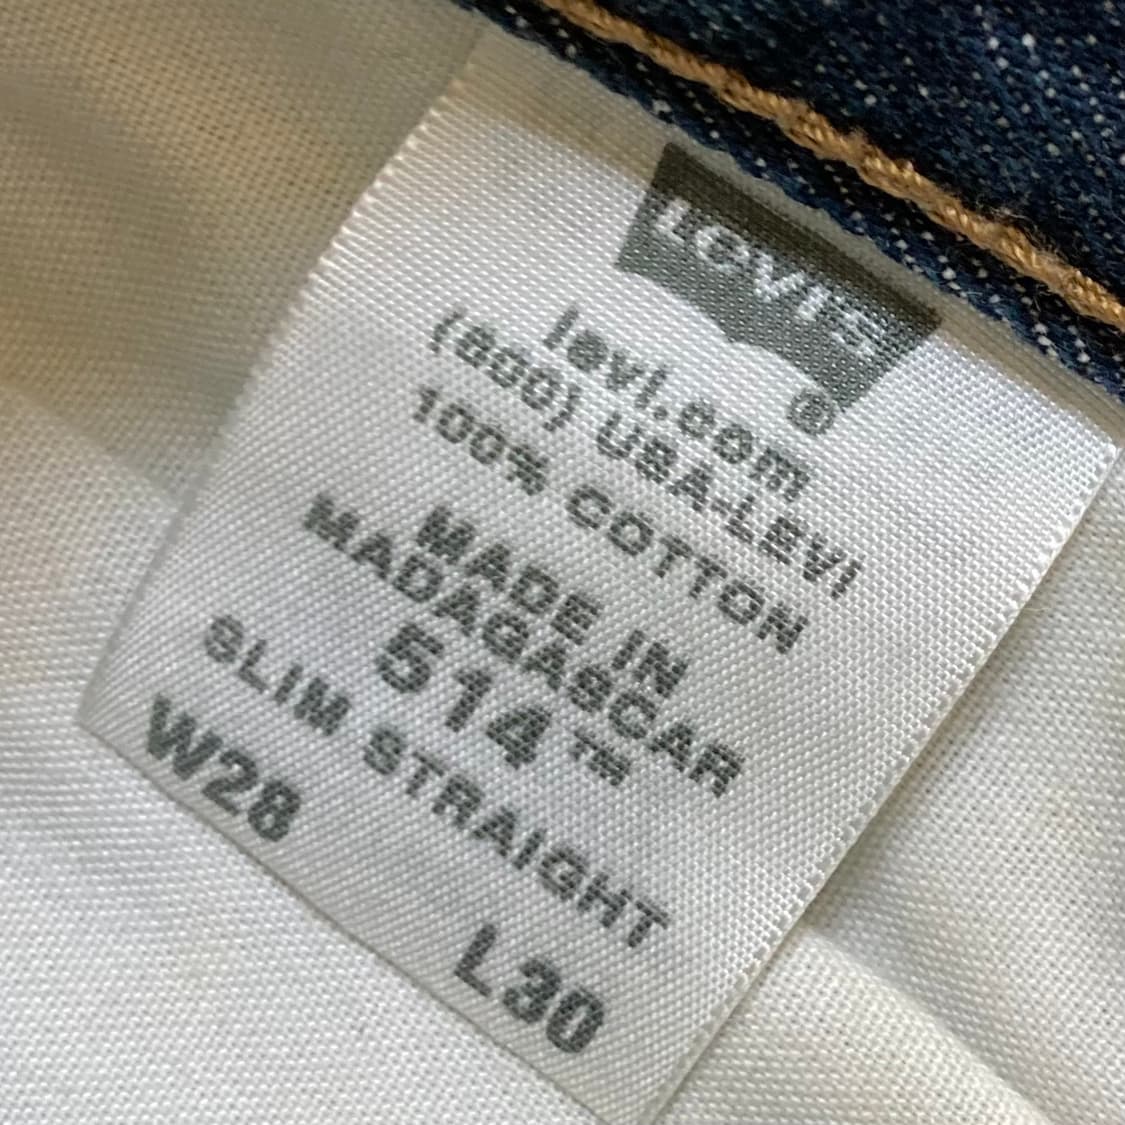 Levi's
®
levi.com
(800) USA-LEVI
100% COTTON
MADE IN
MADAGASCAR
514™
SLIM STRAIGHT
W28 L30